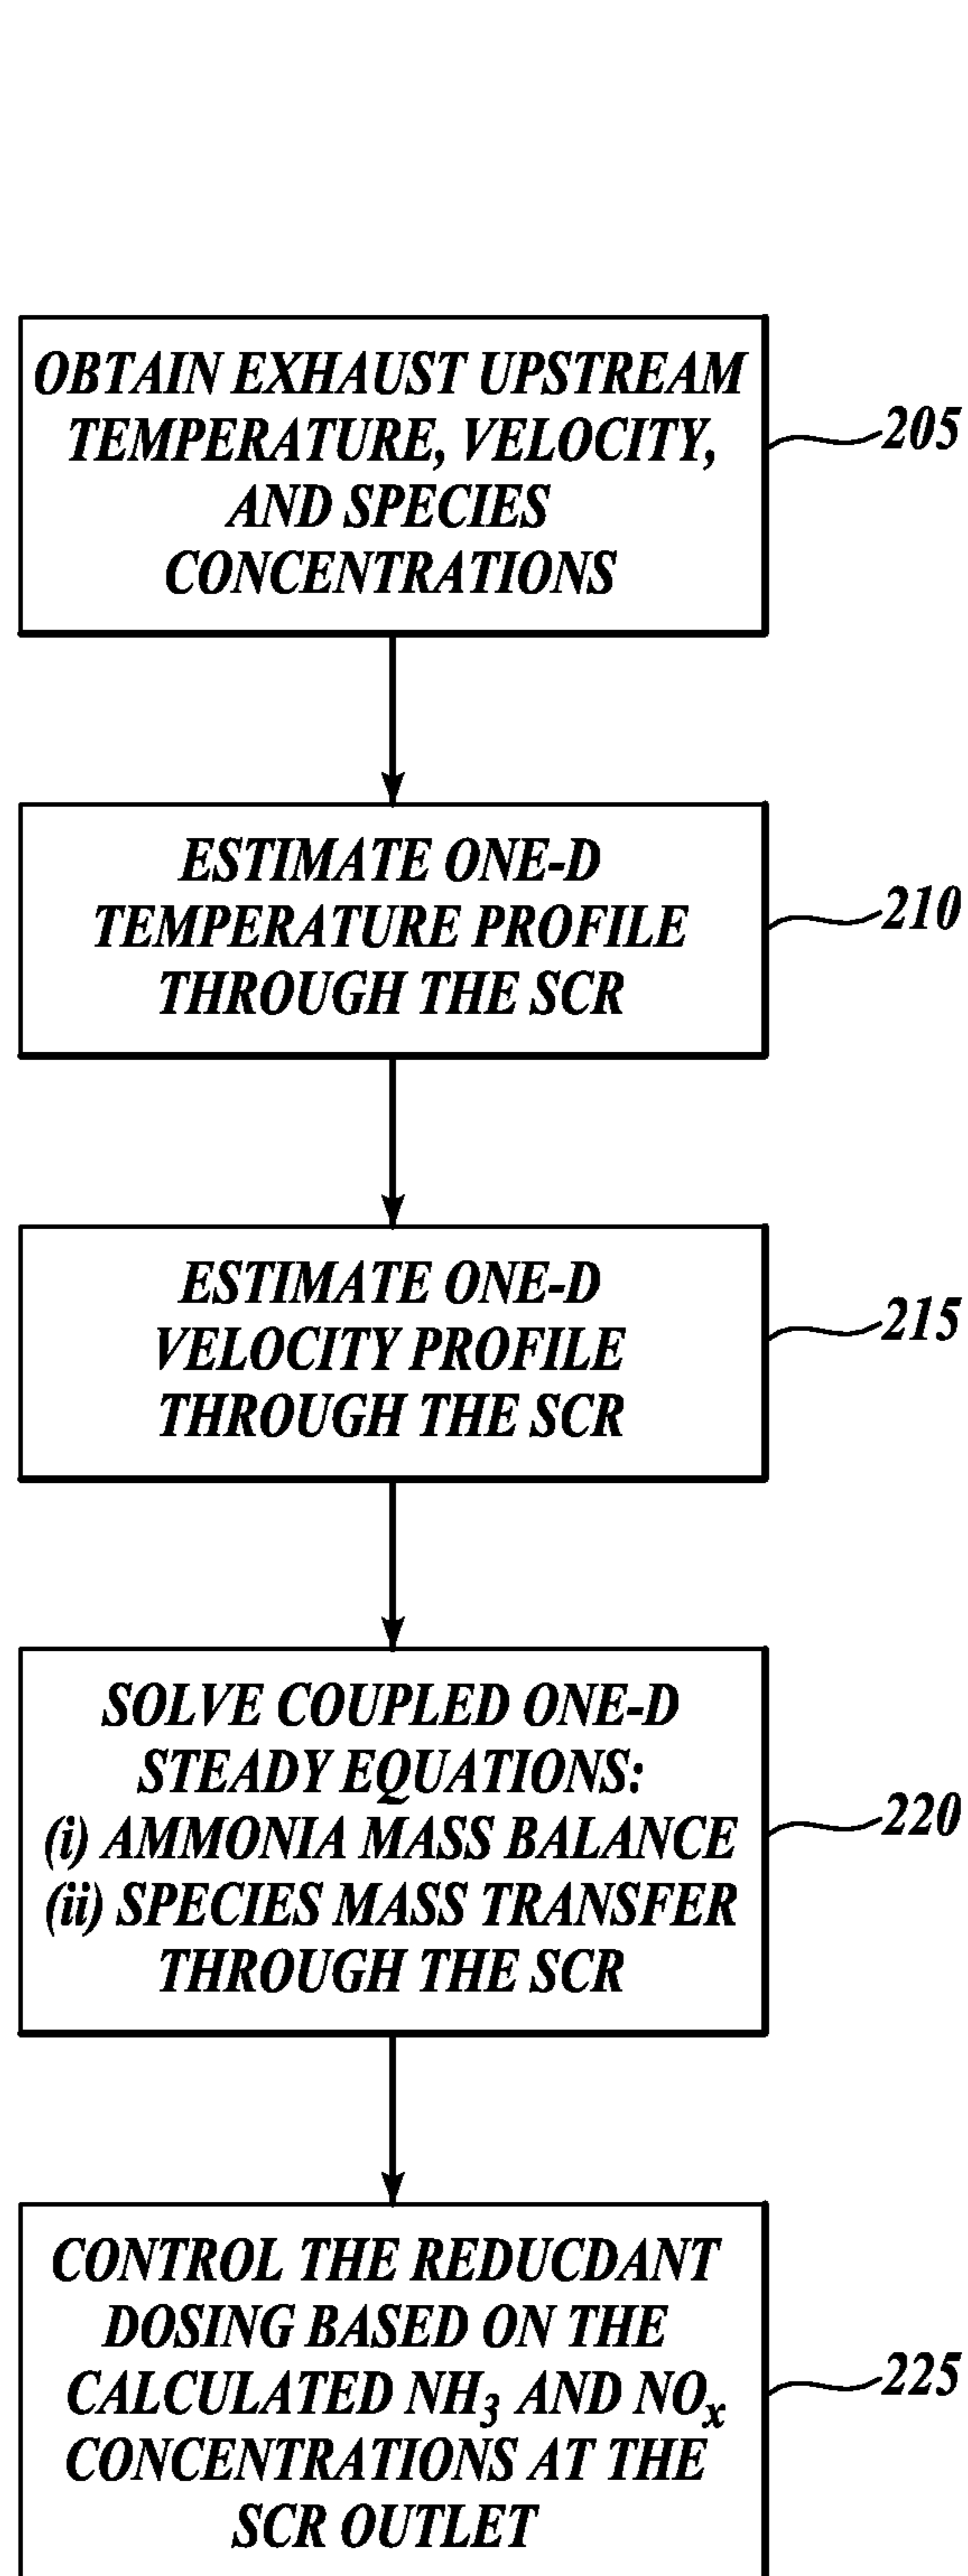 OBTAIN EXHAUST UPSTREAM
TEMPERATURE, VELOCITY,
AND SPECIES
CONCENTRATIONS
205
ESTIMATE ONE-D
TEMPERATURE PROFILE
THROUGH THE SCR
210
ESTIMATE ONE-D
VELOCITY PROFILE
THROUGH THE SCR
215
SOLVE COUPLED ONE-D
STEADY EQUATIONS:
(i) AMMONIA MASS BALANCE
(ii) SPECIES MASS TRANSFER
THROUGH THE SCR
220
CONTROL THE REDUCDANT
DOSING BASED ON THE
CALCULATED NH₃ AND NOₓ
CONCENTRATIONS AT THE
SCR OUTLET
225